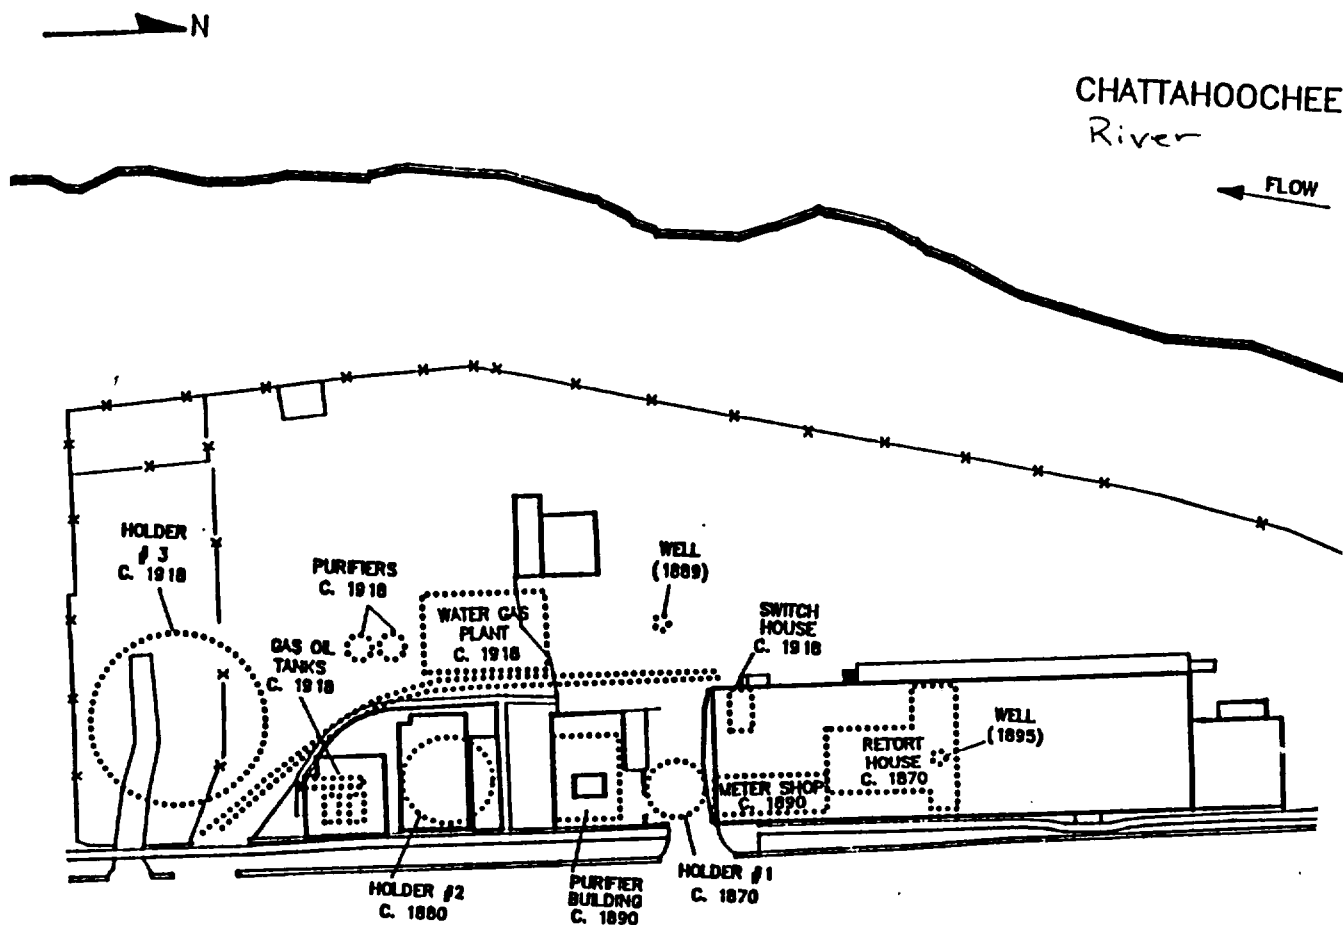 N
CHATTAHOOCHEE
River
FLOW
HOLDER
# 3
C. 1918
PURIFIERS
C. 1918
GAS OIL
TANKS
C. 1918
WATER GAS
PLANT
C. 1918
WELL
(1889)
SWITCH
HOUSE
C. 1918
WELL
(1895)
RETORT
HOUSE
C. 1870
METER SHOP
C. 1890
HOLDER #2
C. 1880
PURIFIER
BUILDING
C. 1890
HOLDER #1
C. 1870